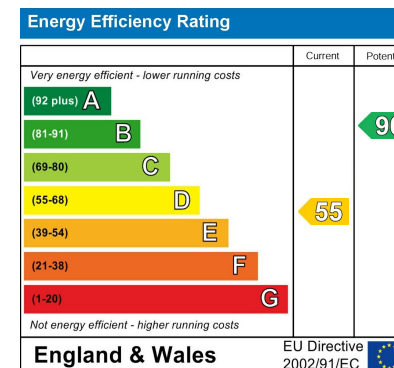 Energy Efficiency Rating
Current
Very energy efficient - lower running costs
(92 plus) A
(81-91) B
90
(69-80) C
(55-68) D
55
(39-54) E
(21-38) F
(1-20) G
Not energy efficient - higher running costs
England & Wales
EU Directive
2002/91/EC